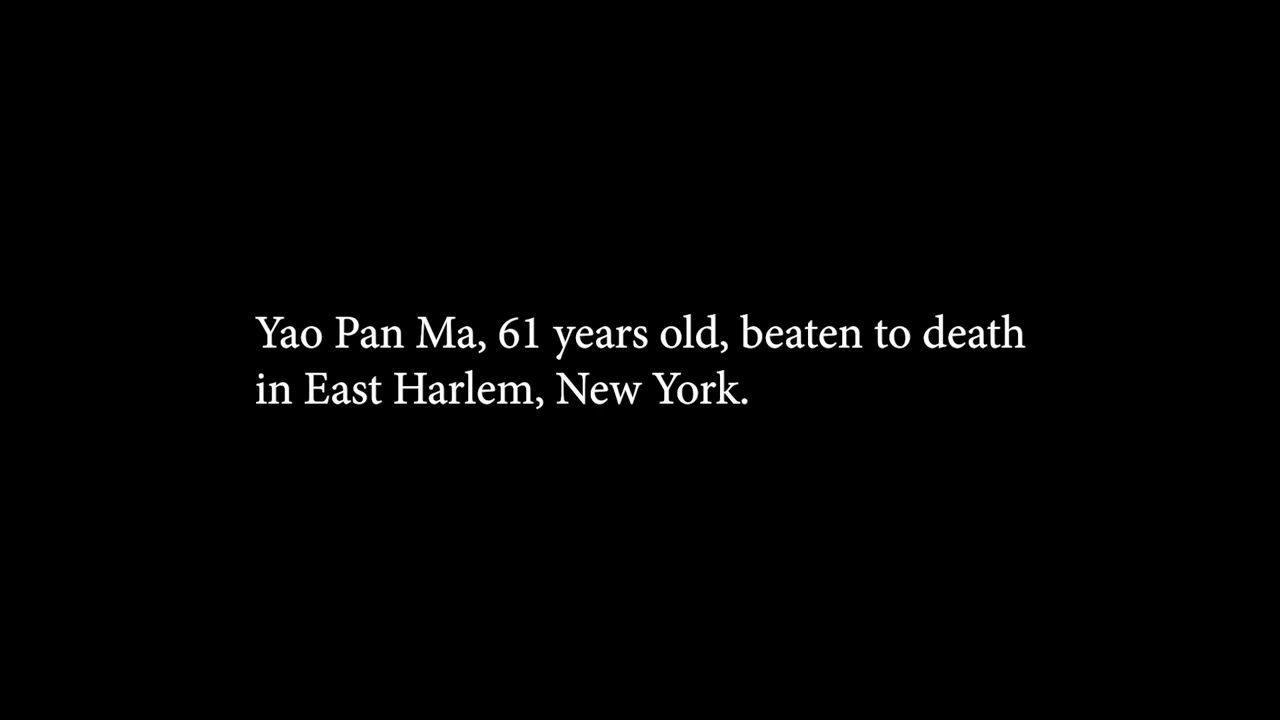 Yao Pan Ma, 61 years old, beaten to death
in East Harlem, New York.